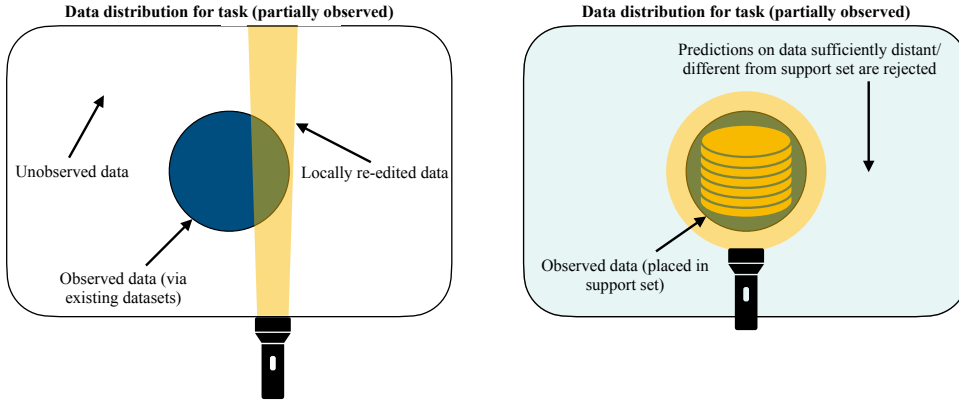 Data distribution for task (partially observed)
Unobserved data
Locally re-edited data
Observed data (via
existing datasets)
Data distribution for task (partially observed)
Predictions on data sufficiently distant/
different from support set are rejected
Observed data (placed in
support set)